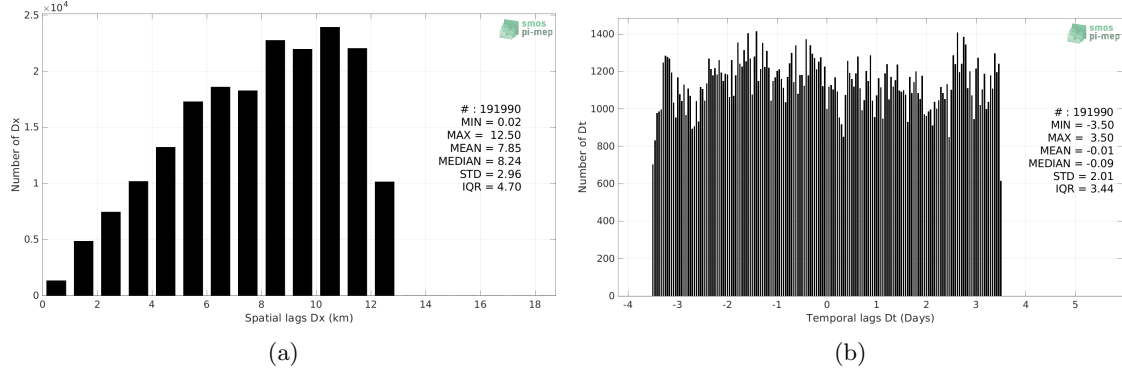 ×10⁴
2.5
2
1.5
1
0.5
0
Number of Dx
0 2 4 6 8 10 12 14 16 18
Spatial lags Dx (km)
smos
pi-mep
# : 191990
MIN = 0.02
MAX = 12.50
MEAN = 7.85
MEDIAN = 8.24
STD = 2.96
IQR = 4.70
(a)
1400
1200
1000
800
600
400
200
0
Number of Dt
-4 -3 -2 -1 0 1 2 3 4 5
Temporal lags Dt (Days)
smos
pi-mep
# : 191990
MIN = -3.50
MAX = 3.50
MEAN = -0.01
MEDIAN = -0.09
STD = 2.01
IQR = 3.44
(b)